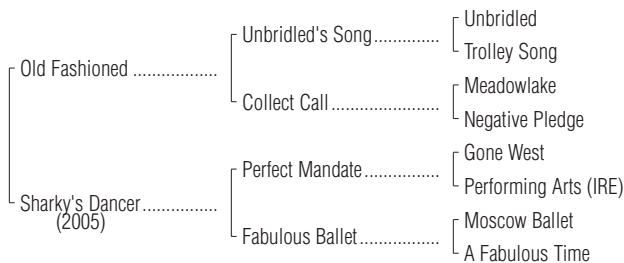 Unbridled
Unbridled's Song..............
Trolley Song
Old Fashioned .................
Meadowlake
Collect Call......................
Negative Pledge
Gone West
Perfect Mandate...............
Performing Arts (IRE)
Sharky's Dancer...............
(2005)
Moscow Ballet
Fabulous Ballet................
A Fabulous Time